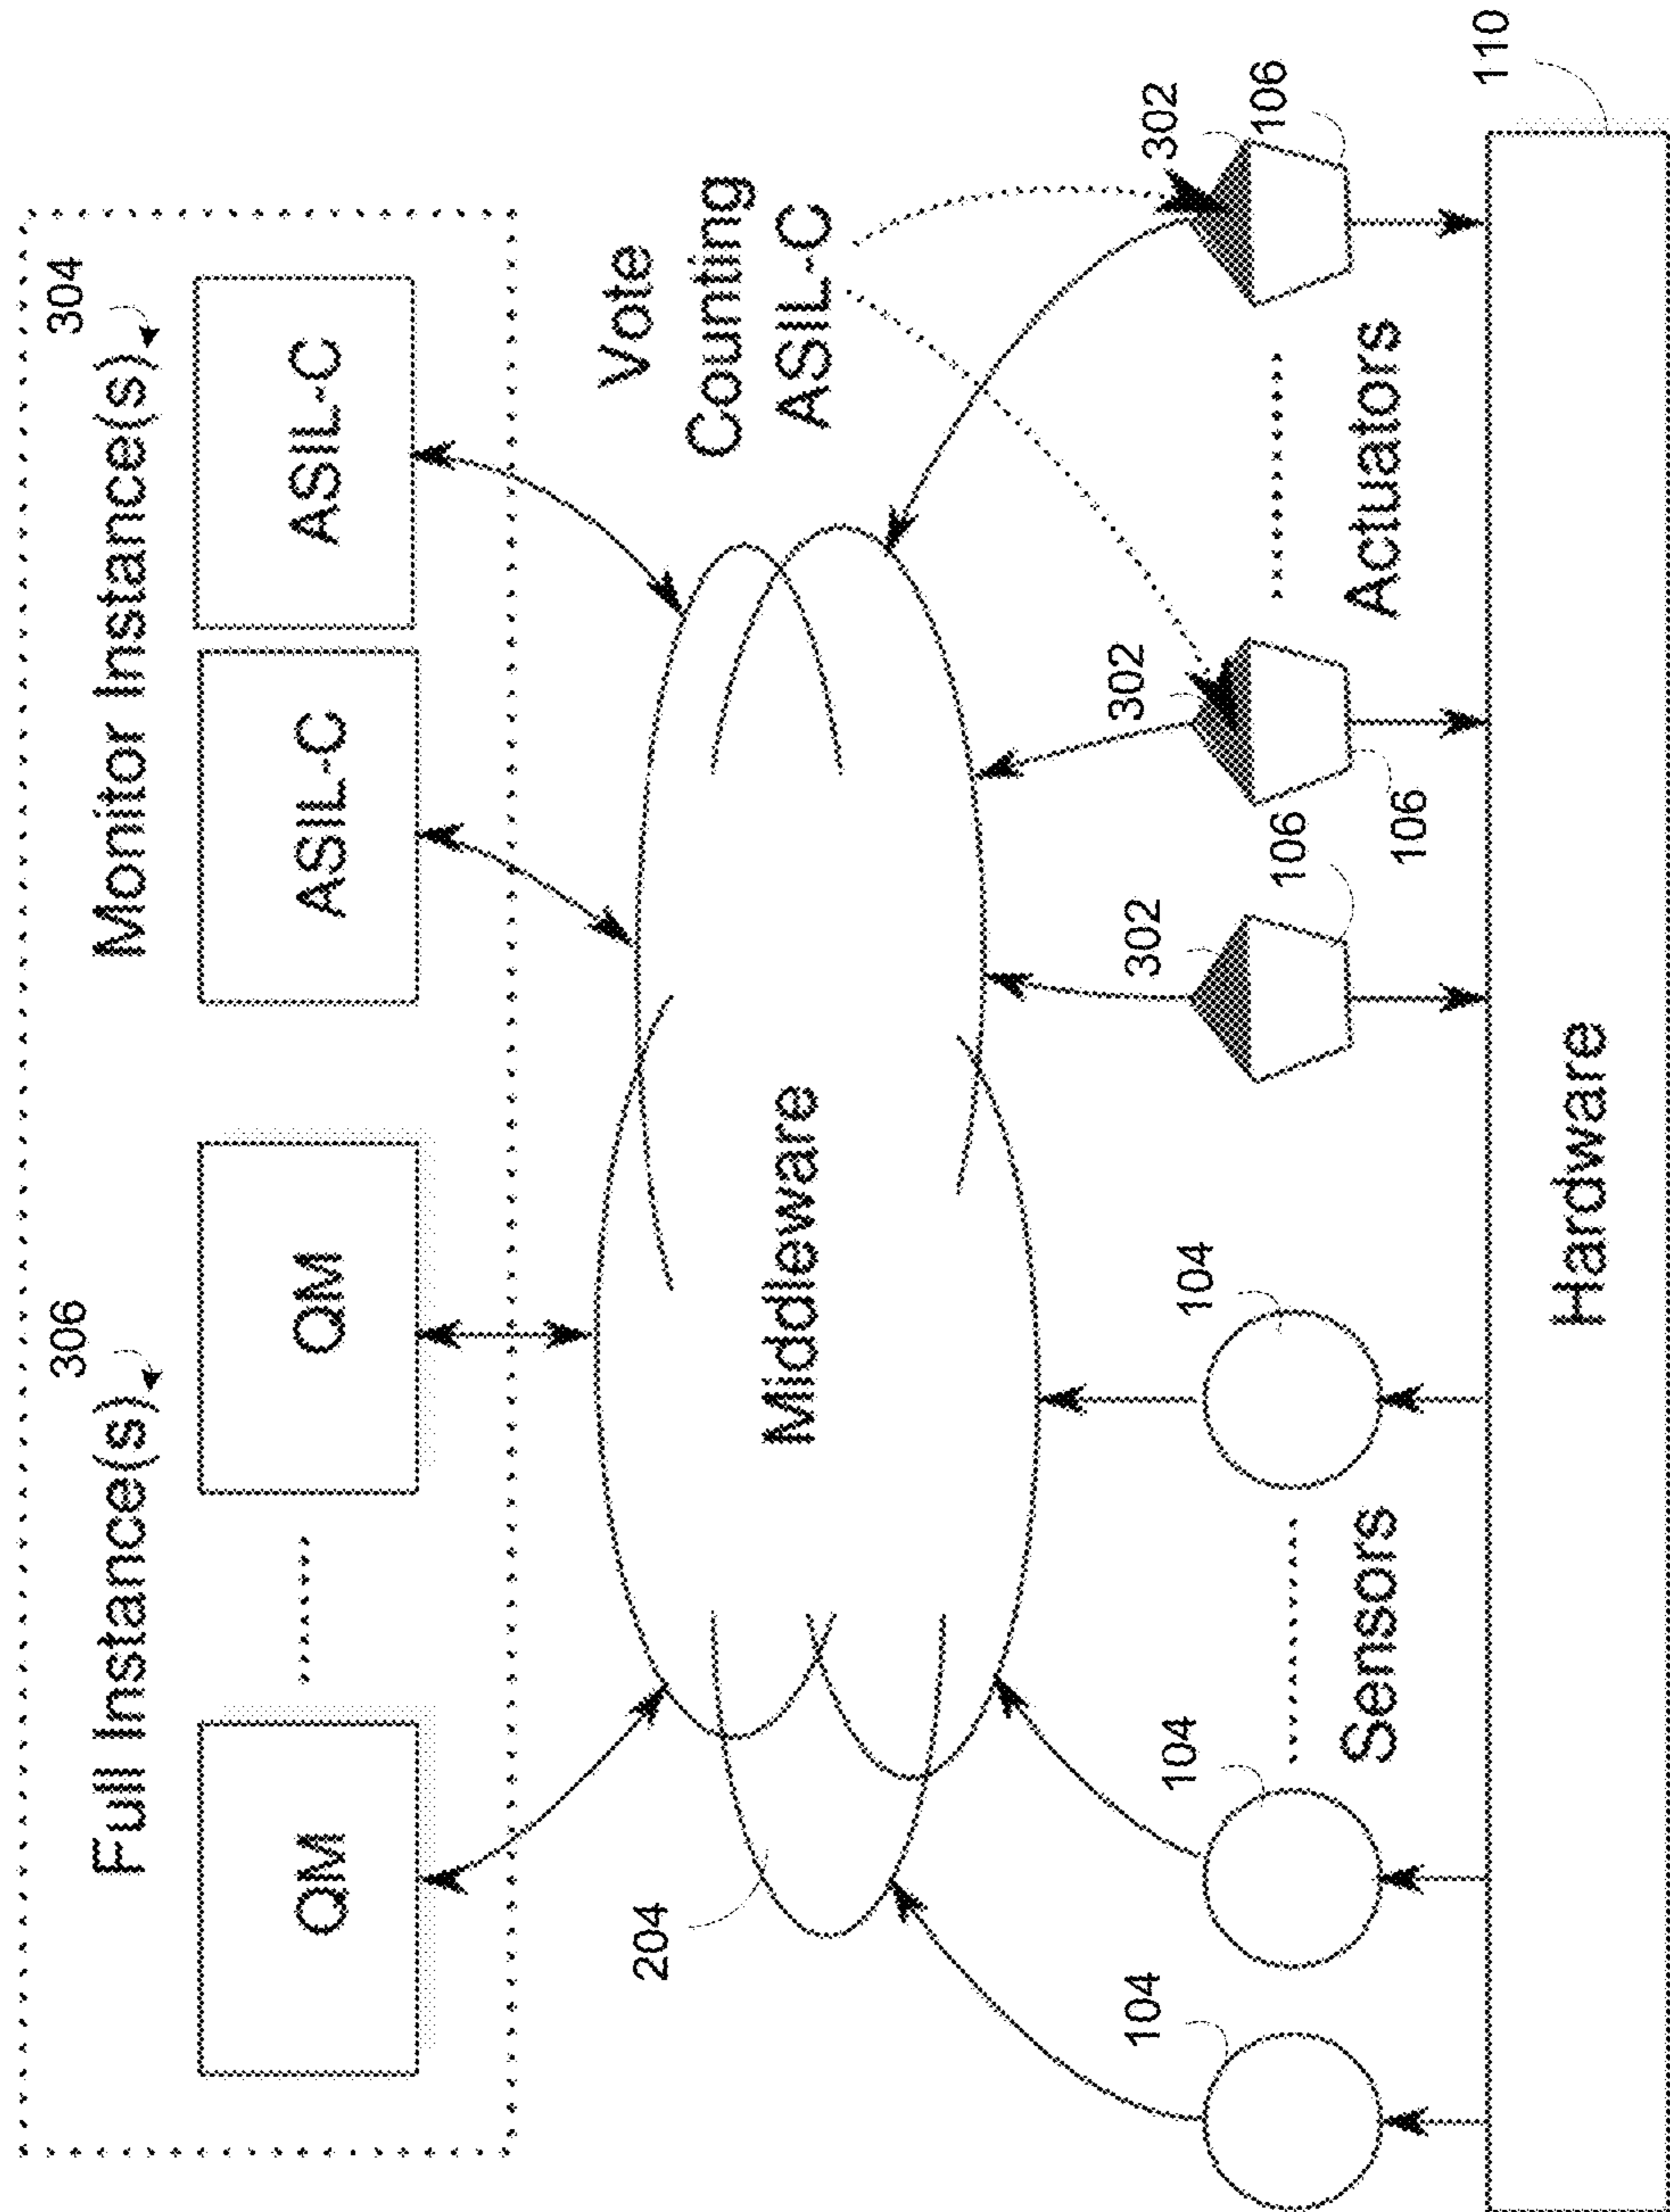 306
304
Full Instance(s)
Monitor Instance(s)
QM
QM
ASIL-C
ASIL-C
204
Middleware
Vote
Counting
ASIL-C
104
104
104
302
302
302
106
106
106
Sensors
Actuators
110
Hardware